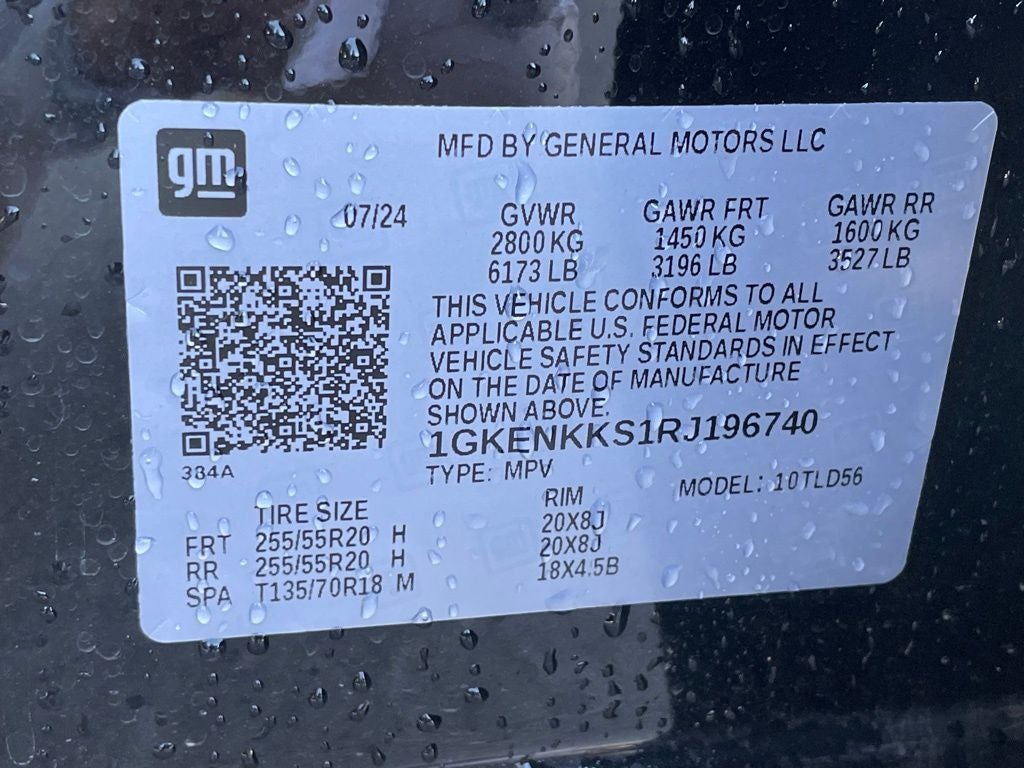 gm
MFD BY GENERAL MOTORS LLC
07/24
GVWR GAWR FRT GAWR RR
2800 KG 1450 KG 1600 KG
6173 LB 3196 LB 3527 LB
THIS VEHICLE CONFORMS TO ALL
APPLICABLE U.S. FEDERAL MOTOR
VEHICLE SAFETY STANDARDS IN EFFECT
ON THE DATE OF MANUFACTURE
SHOWN ABOVE.
1GKENKKS1RJ196740
TYPE: MPV MODEL: 10TLD56
384A
TIRE SIZE RIM
FRT 255/55R20 H 20X8J
RR 255/55R20 H 20X8J
SPA T135/70R18 M 18X4.5B